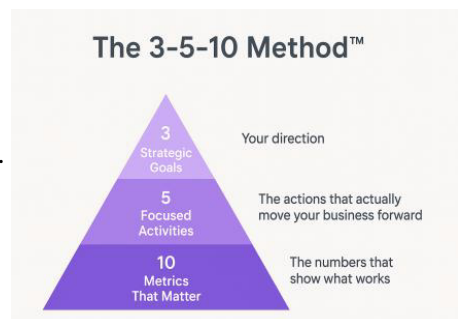 The 3-5-10 Method™
3
Strategic
Goals
Your direction
5
Focused
Activities
The actions that actually
move your business forward
10
Metrics
That Matter
The numbers that
show what works